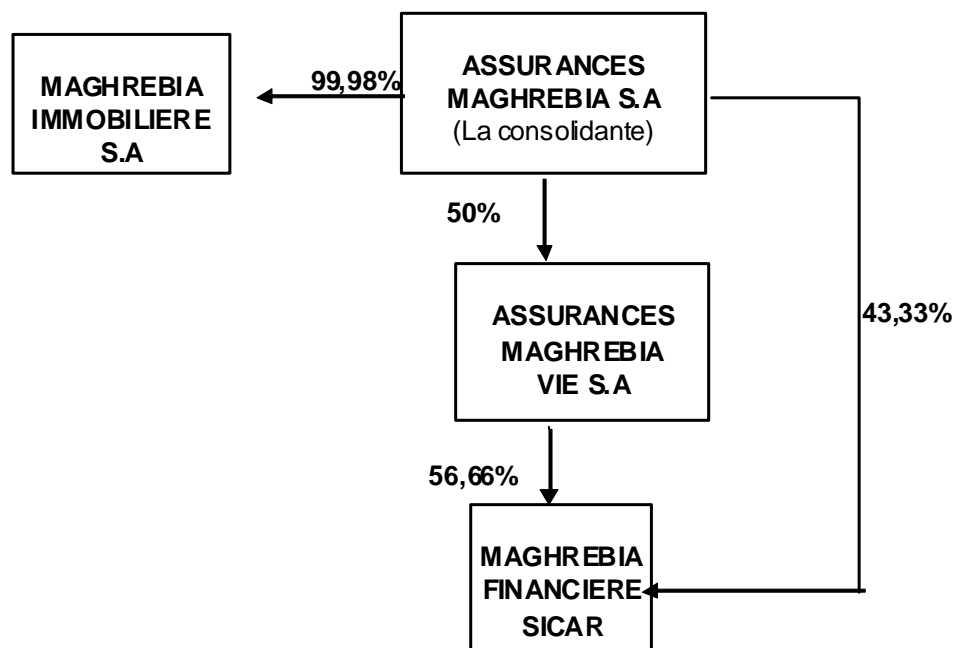 MAGHREBIA
IMMOBILIERE
S.A
99,98%
ASSURANCES
MAGHREBIA S.A
(La consolidante)
50%
ASSURANCES
MAGHREBIA
VIE S.A
43,33%
56,66%
MAGHREBIA
FINANCIERE
SICAR